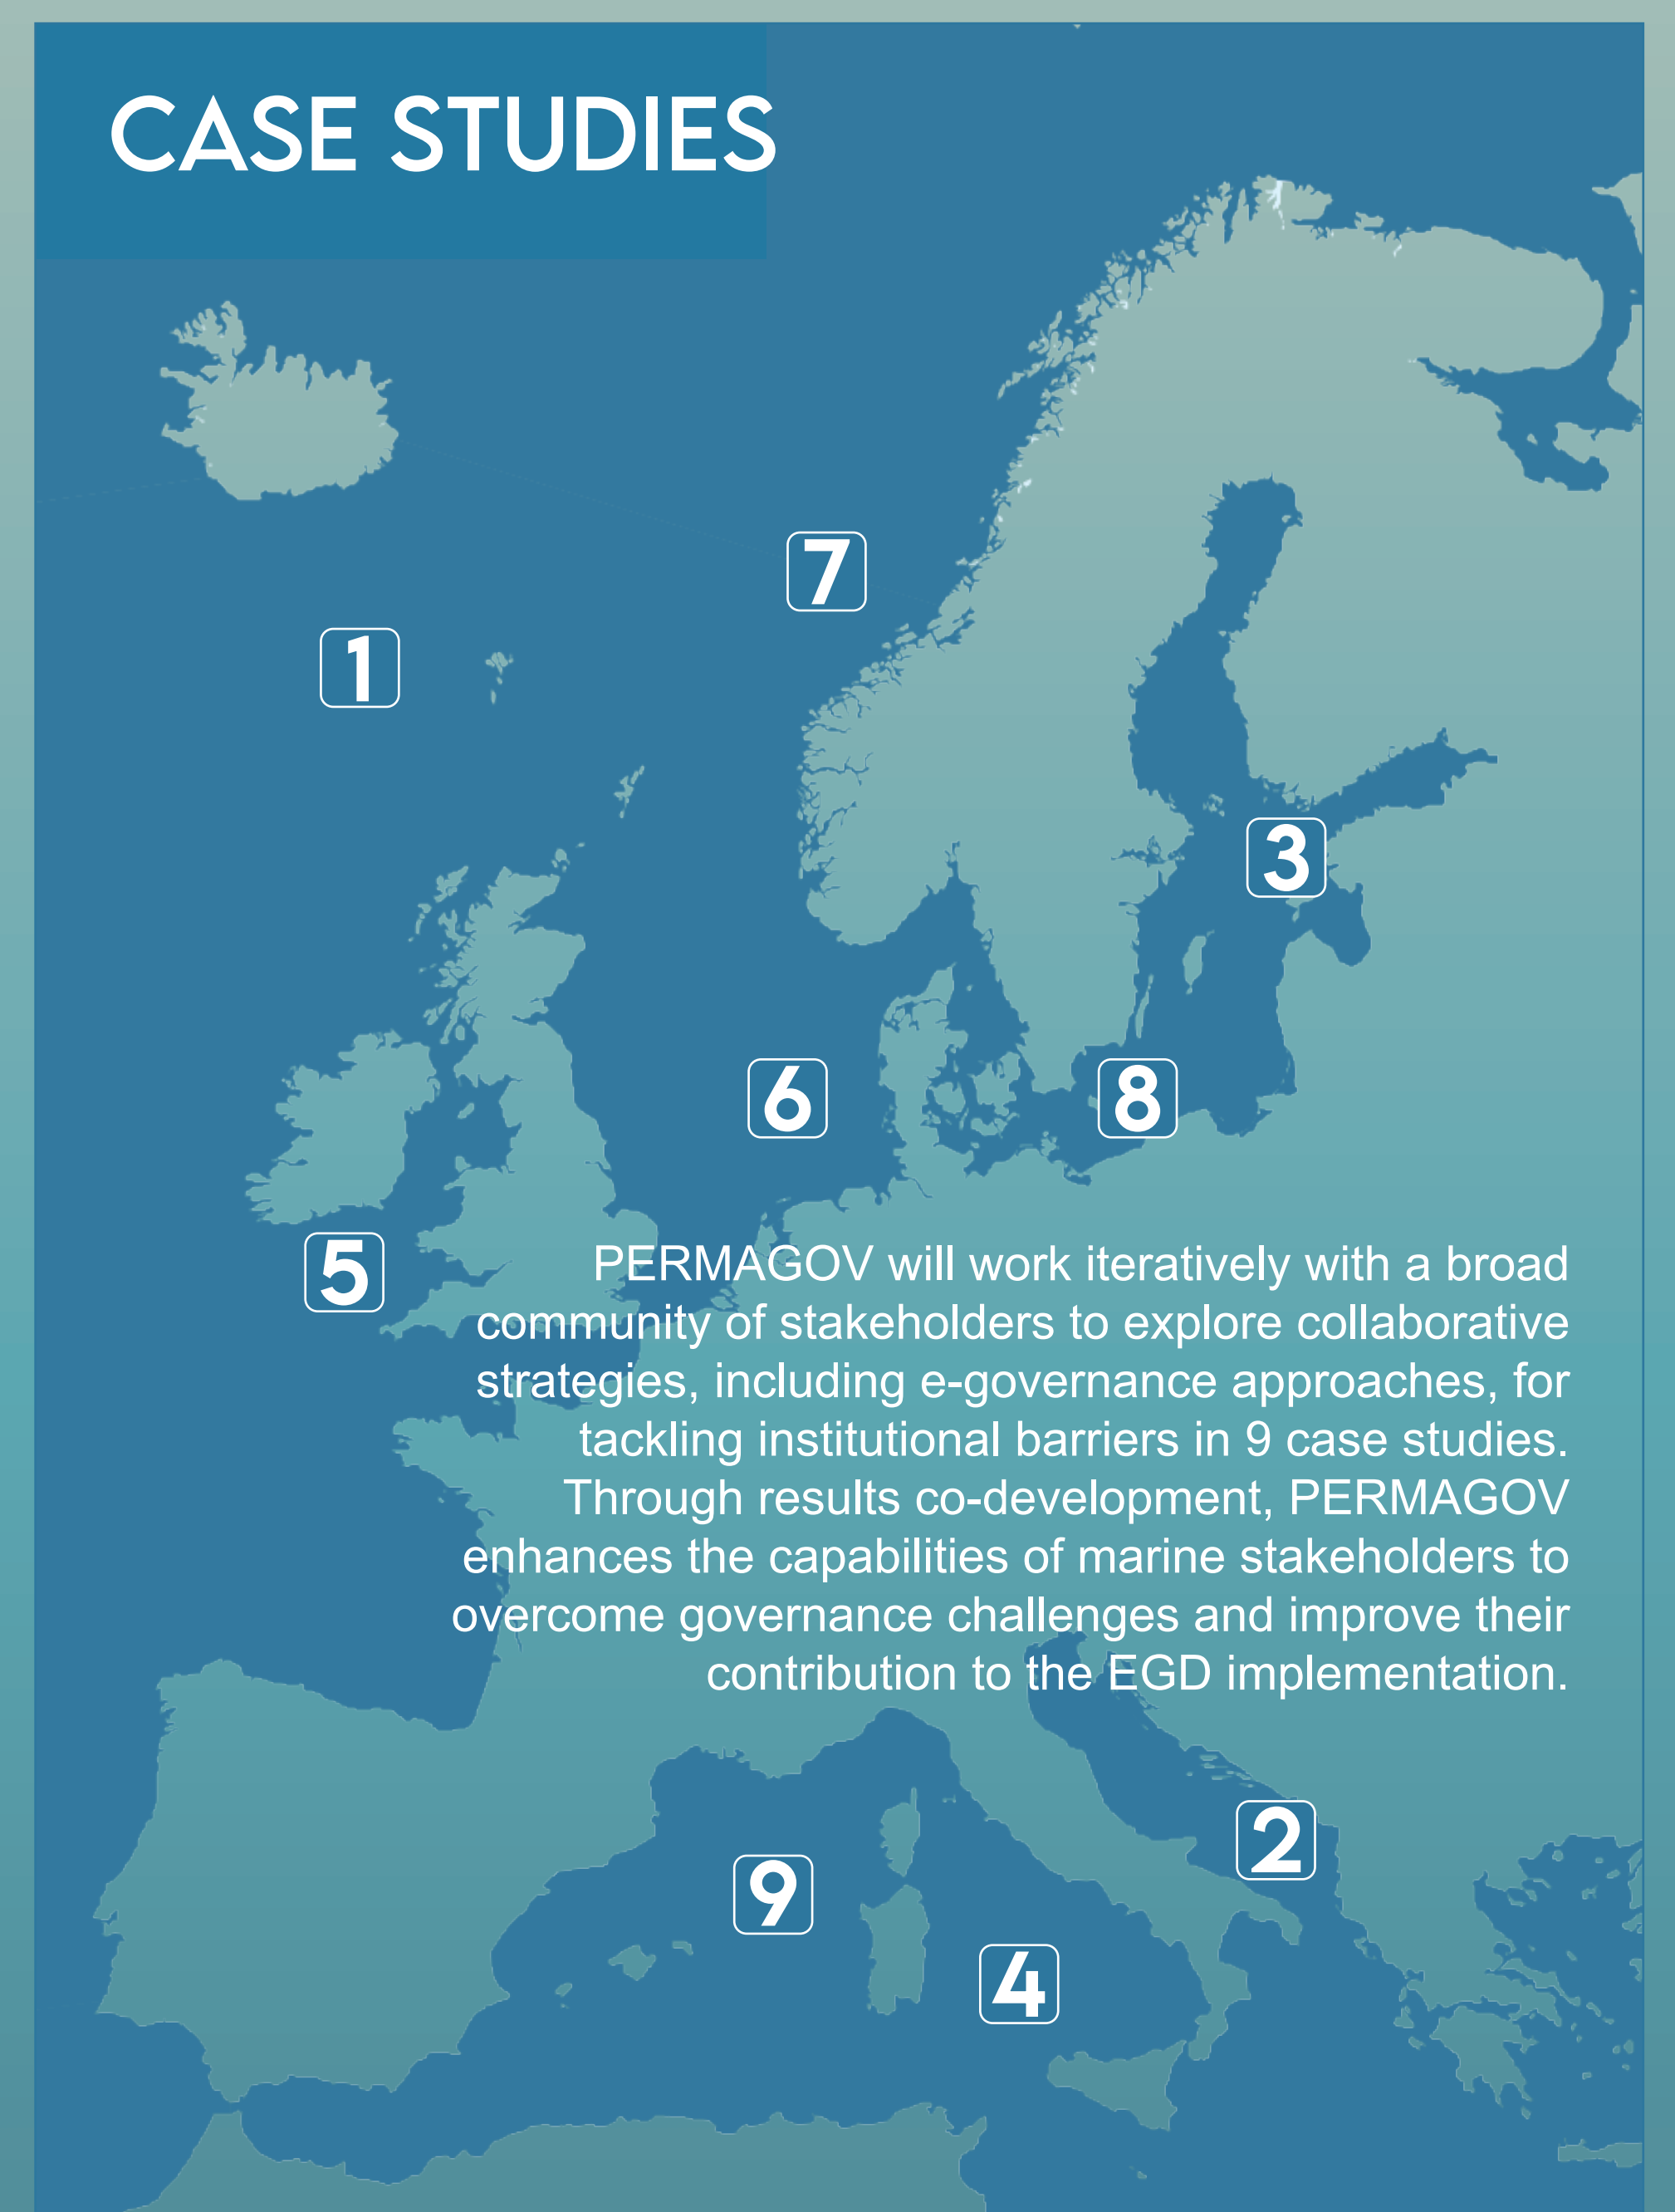 CASE STUDIES
7
1
3
6
8
5
PERMAGOV will work iteratively with a broad
community of stakeholders to explore collaborative
strategies, including e-governance approaches, for
tackling institutional barriers in 9 case studies.
Through results co-development, PERMAGOV
enhances the capabilities of marine stakeholders to
overcome governance challenges and improve their
contribution to the EGD implementation.
2
9
4